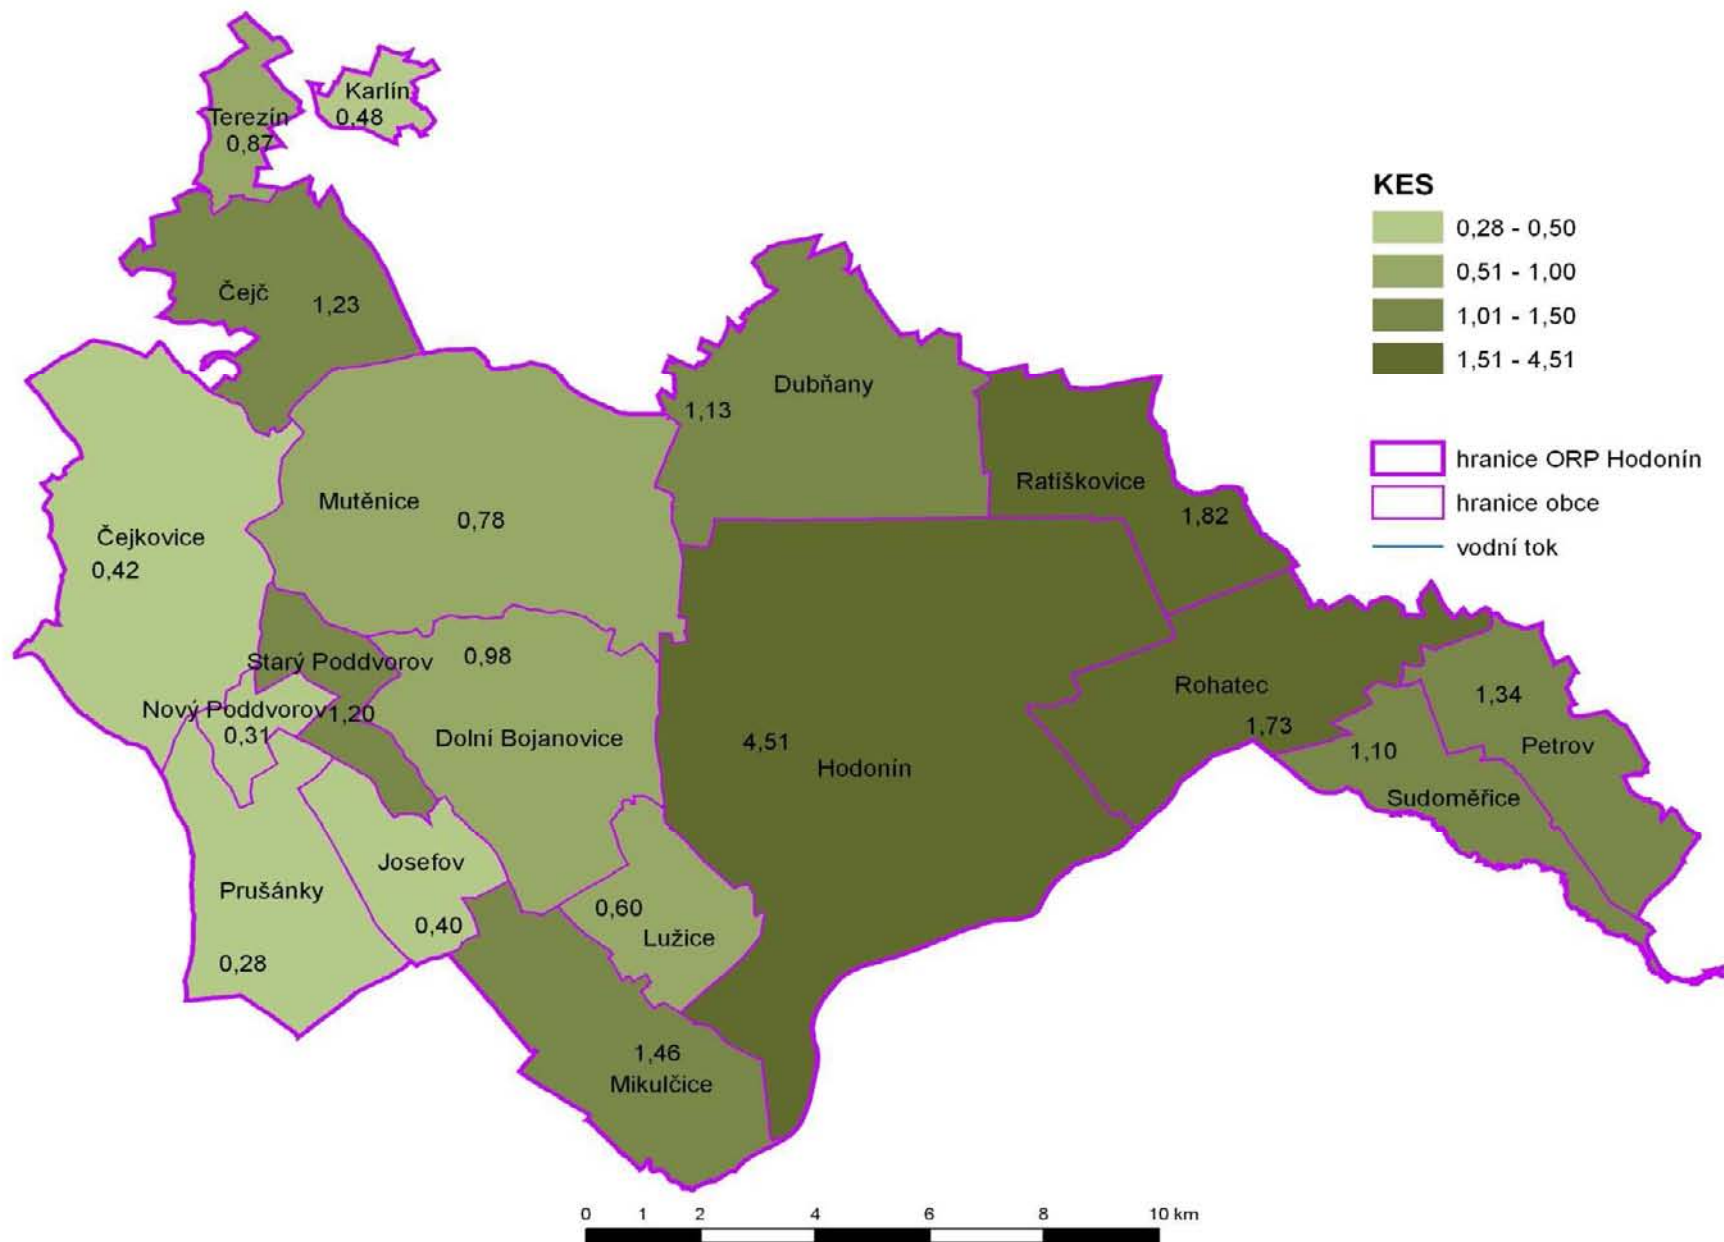 Karlín
0,48
Terezín
0,87
KES
0,28 - 0,50
0,51 - 1,00
1,01 - 1,50
1,51 - 4,51
hranice ORP Hodonín
hranice obce
vodní tok
Čejč
1,23
Dubňany
1,13
Ratíškovice
1,82
Mutěnice
0,78
Čejkovice
0,42
Starý Poddvorov
1,20
Nový Poddvorov
0,31
0,98
Dolní Bojanovice
4,51
Hodonín
Rohatec
1,73
1,34
Petrov
1,10
Sudoměřice
Josefov
0,40
Prušánky
0,28
0,60
Lužice
1,46
Mikulčice
0 1 2 4 6 8 10 km